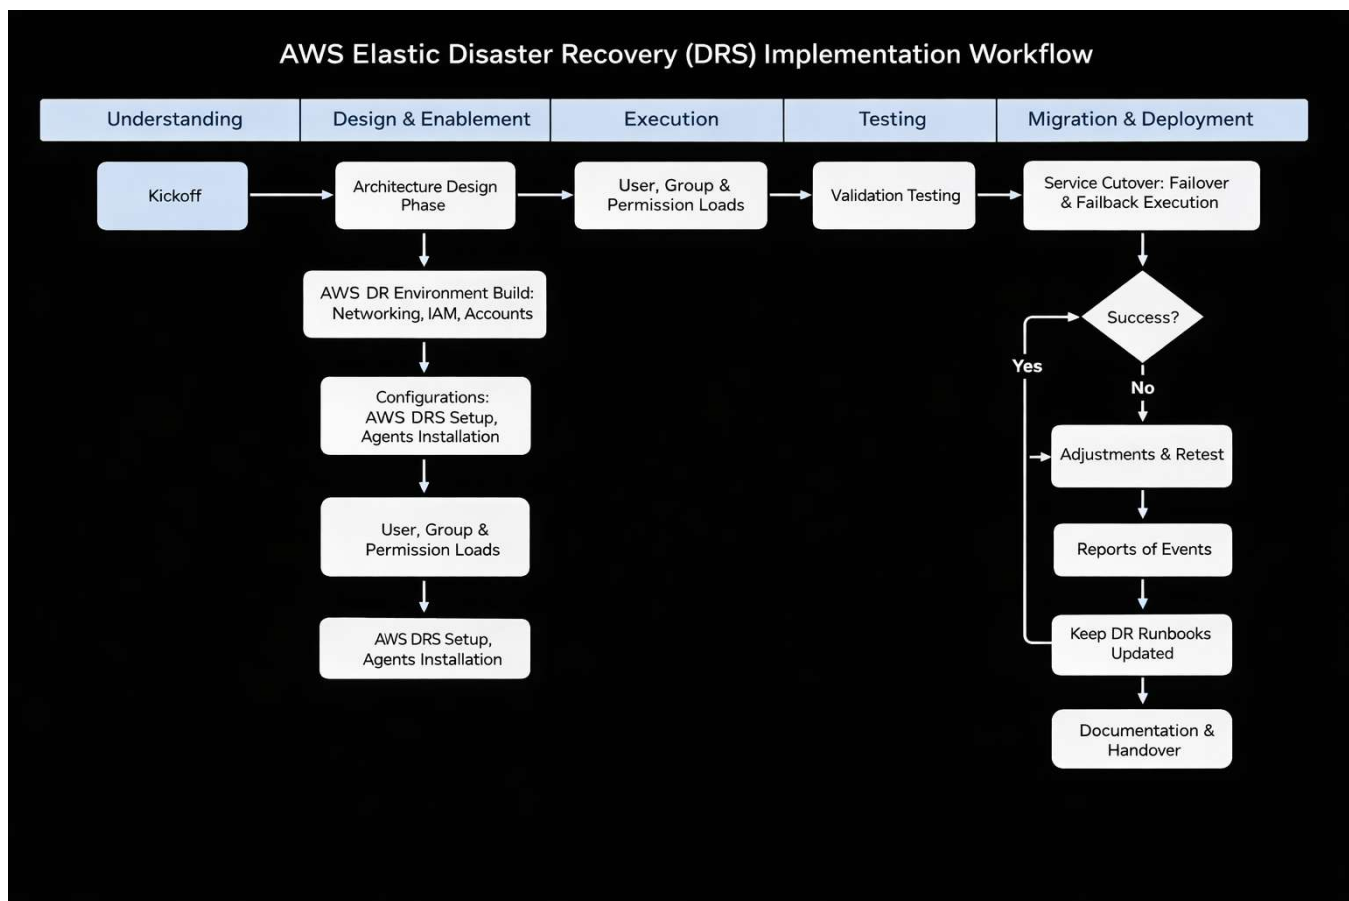 AWS Elastic Disaster Recovery (DRS) Implementation Workflow
Understanding
Design & Enablement
Execution
Testing
Migration & Deployment
Kickoff
Architecture Design
Phase
User, Group &
Permission Loads
Validation Testing
Service Cutover: Failover
& Failback Execution
AWS DR Environment Build:
Networking, IAM, Accounts
Configurations:
AWS DRS Setup,
Agents Installation
User, Group &
Permission Loads
AWS DRS Setup,
Agents Installation
Success?
Yes
No
Adjustments & Retest
Reports of Events
Keep DR Runbooks
Updated
Documentation &
Handover